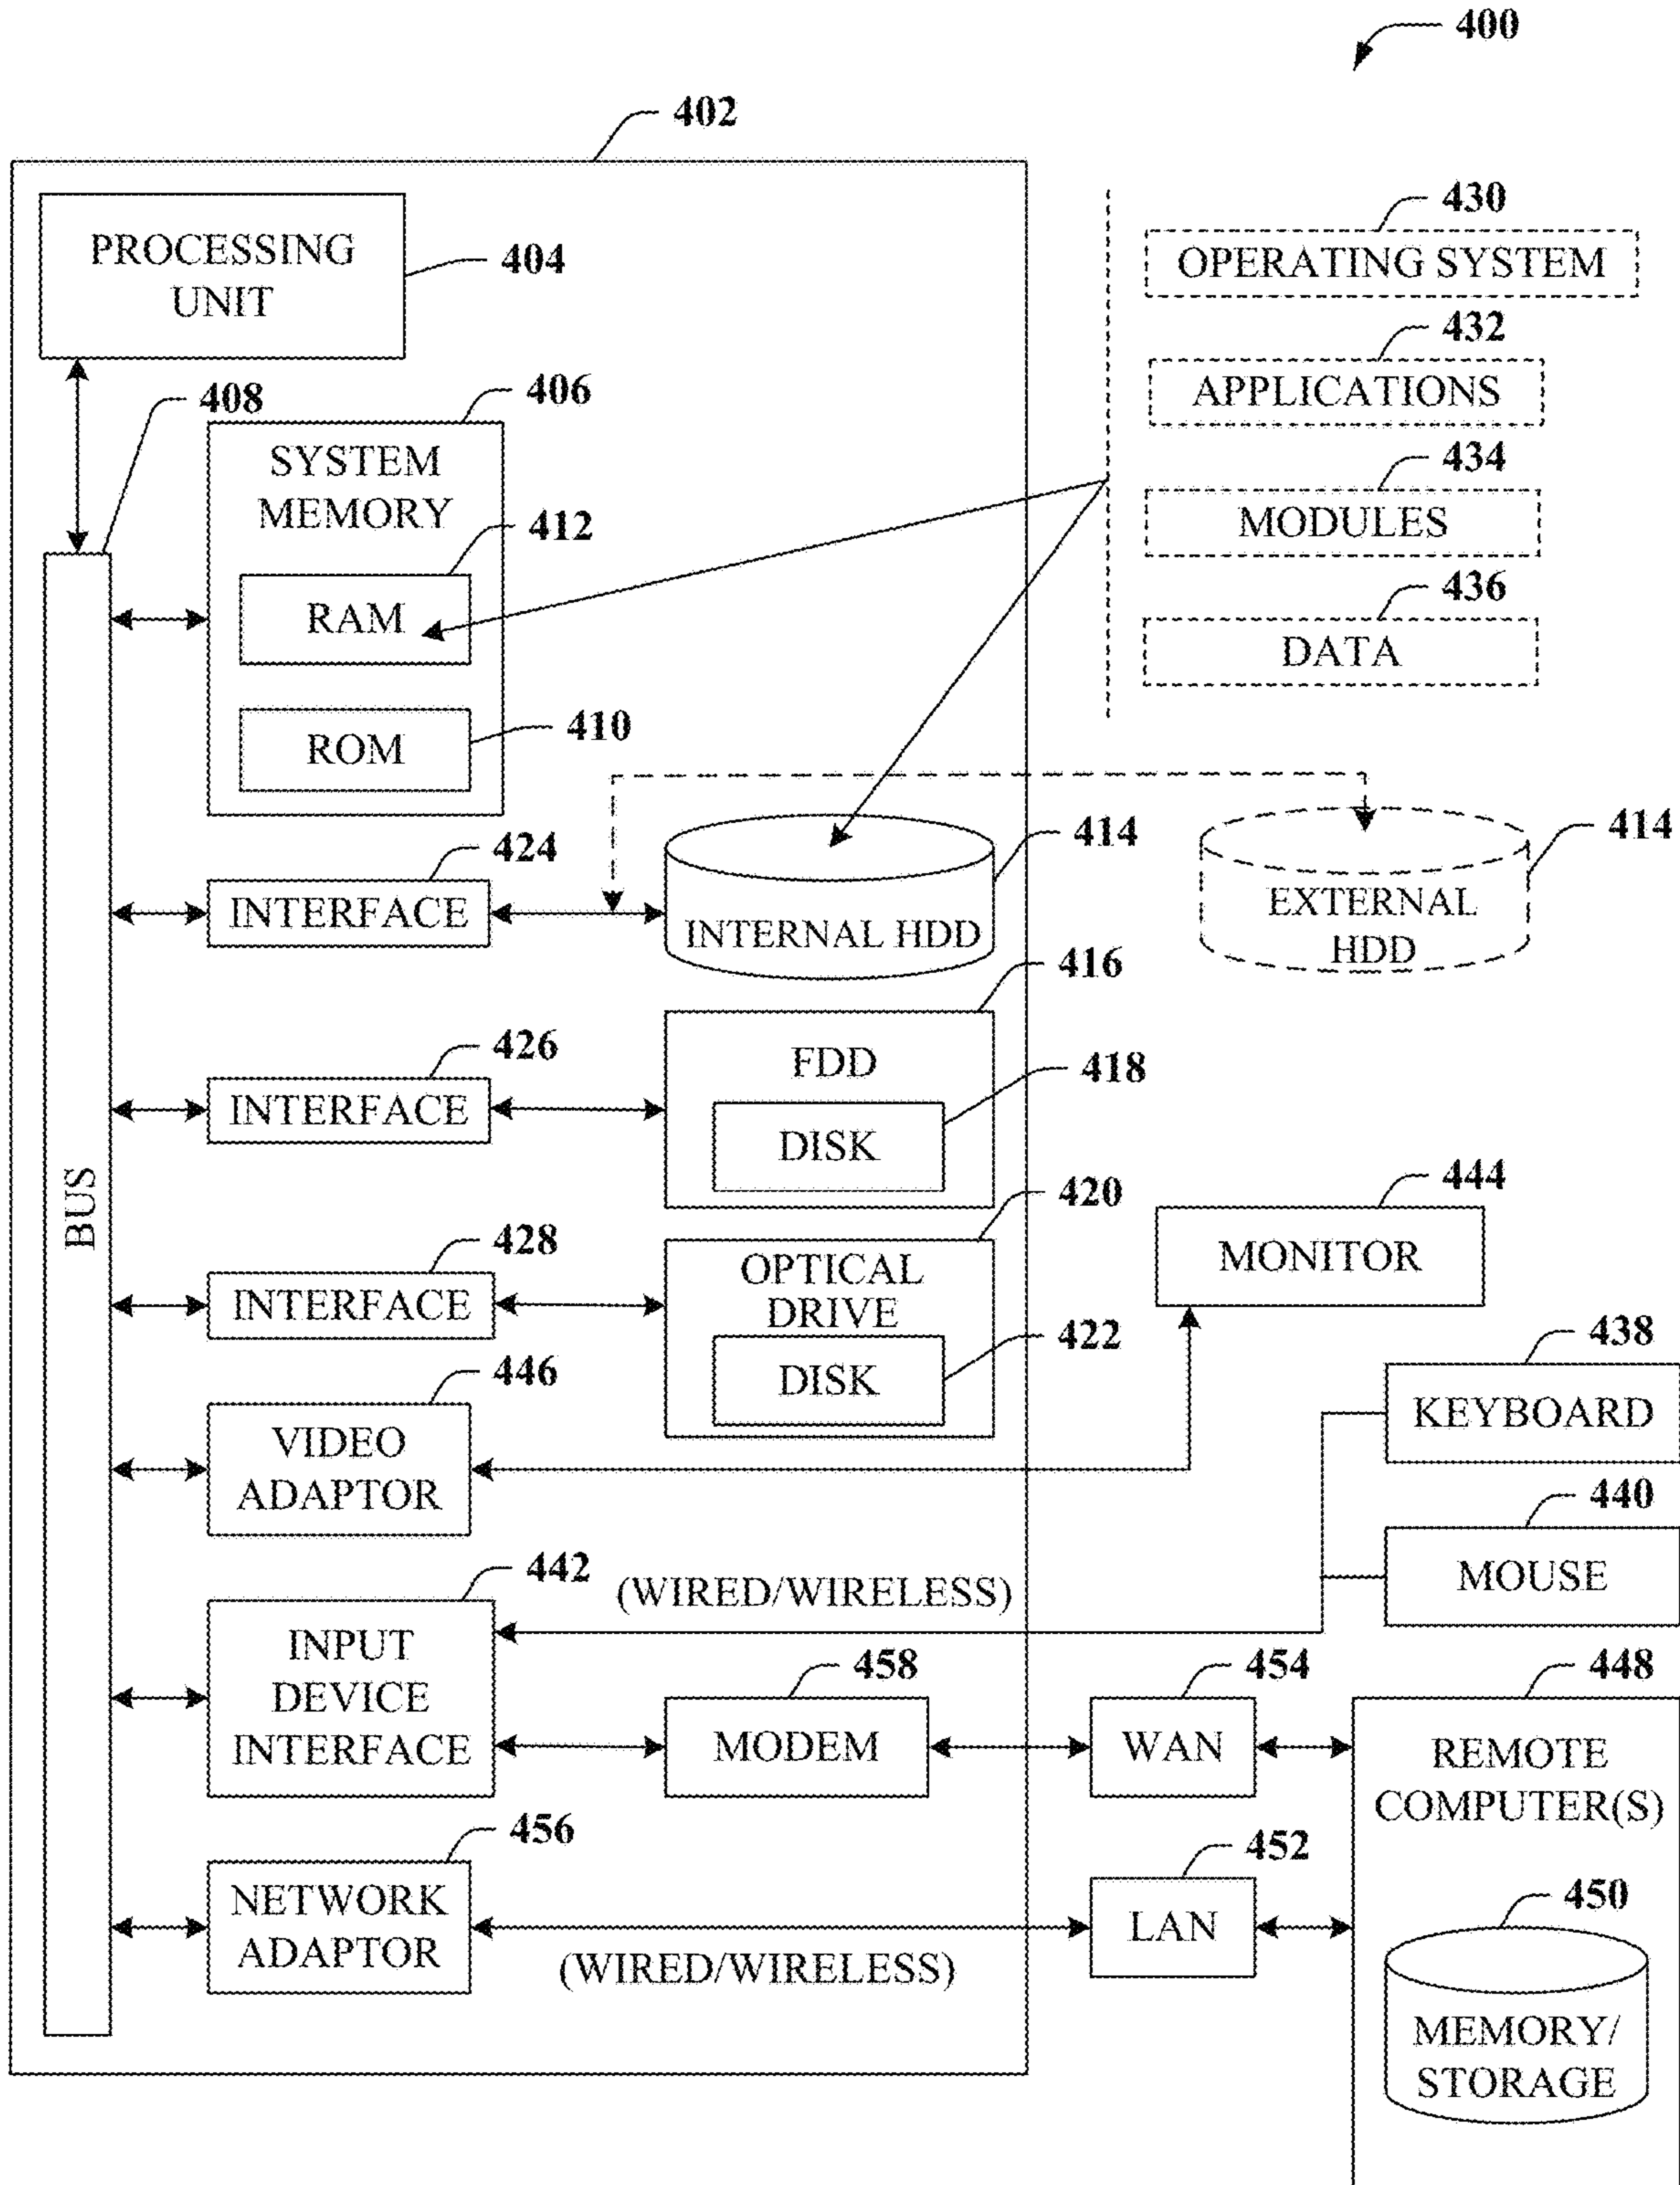 400
402
PROCESSING
UNIT
404
430
OPERATING SYSTEM
432
APPLICATIONS
434
MODULES
436
DATA
408
406
SYSTEM
MEMORY
412
RAM
410
ROM
424
INTERFACE
414
INTERNAL HDD
414
EXTERNAL
HDD
416
FDD
418
DISK
426
INTERFACE
BUS
420
OPTICAL
DRIVE
422
DISK
428
INTERFACE
444
MONITOR
438
KEYBOARD
446
VIDEO
ADAPTOR
440
MOUSE
442
INPUT
DEVICE
INTERFACE
(WIRED/WIRELESS)
458
MODEM
454
WAN
448
REMOTE
COMPUTER(S)
456
NETWORK
ADAPTOR
(WIRED/WIRELESS)
452
LAN
450
MEMORY/
STORAGE